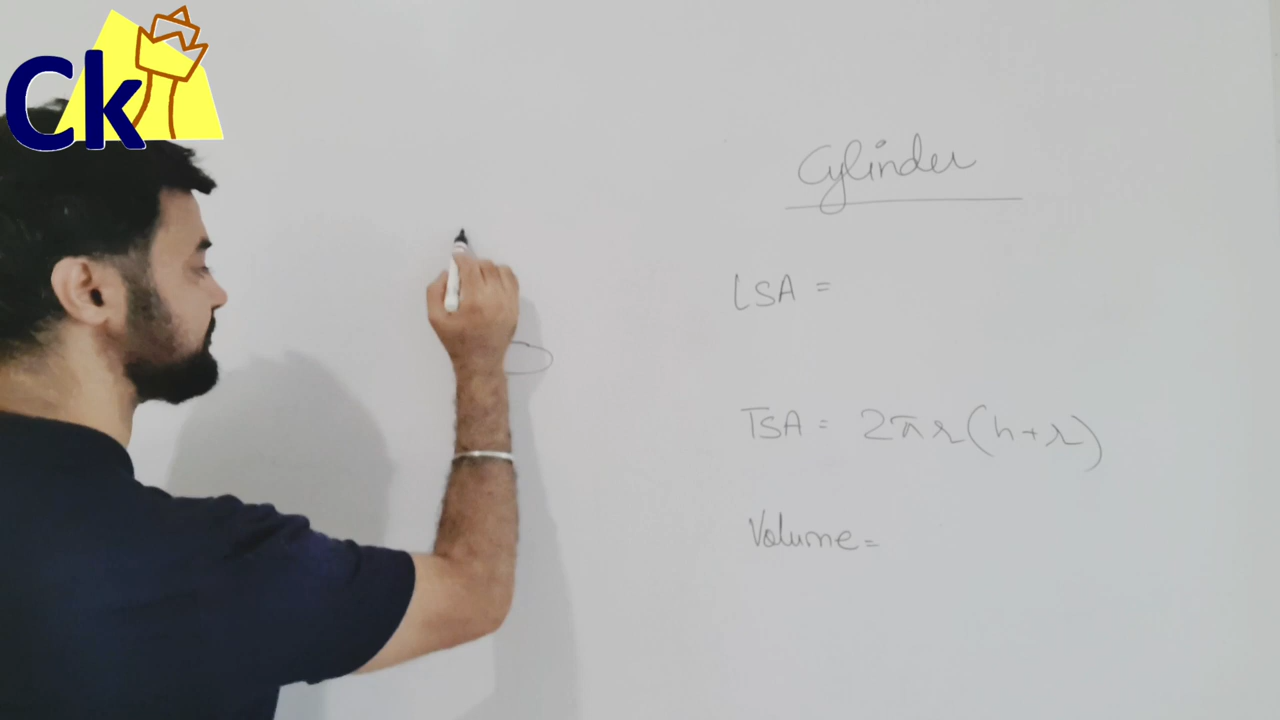 Ck
Cylinder
LSA =
TSA = 2πr(h+r)
Volume=